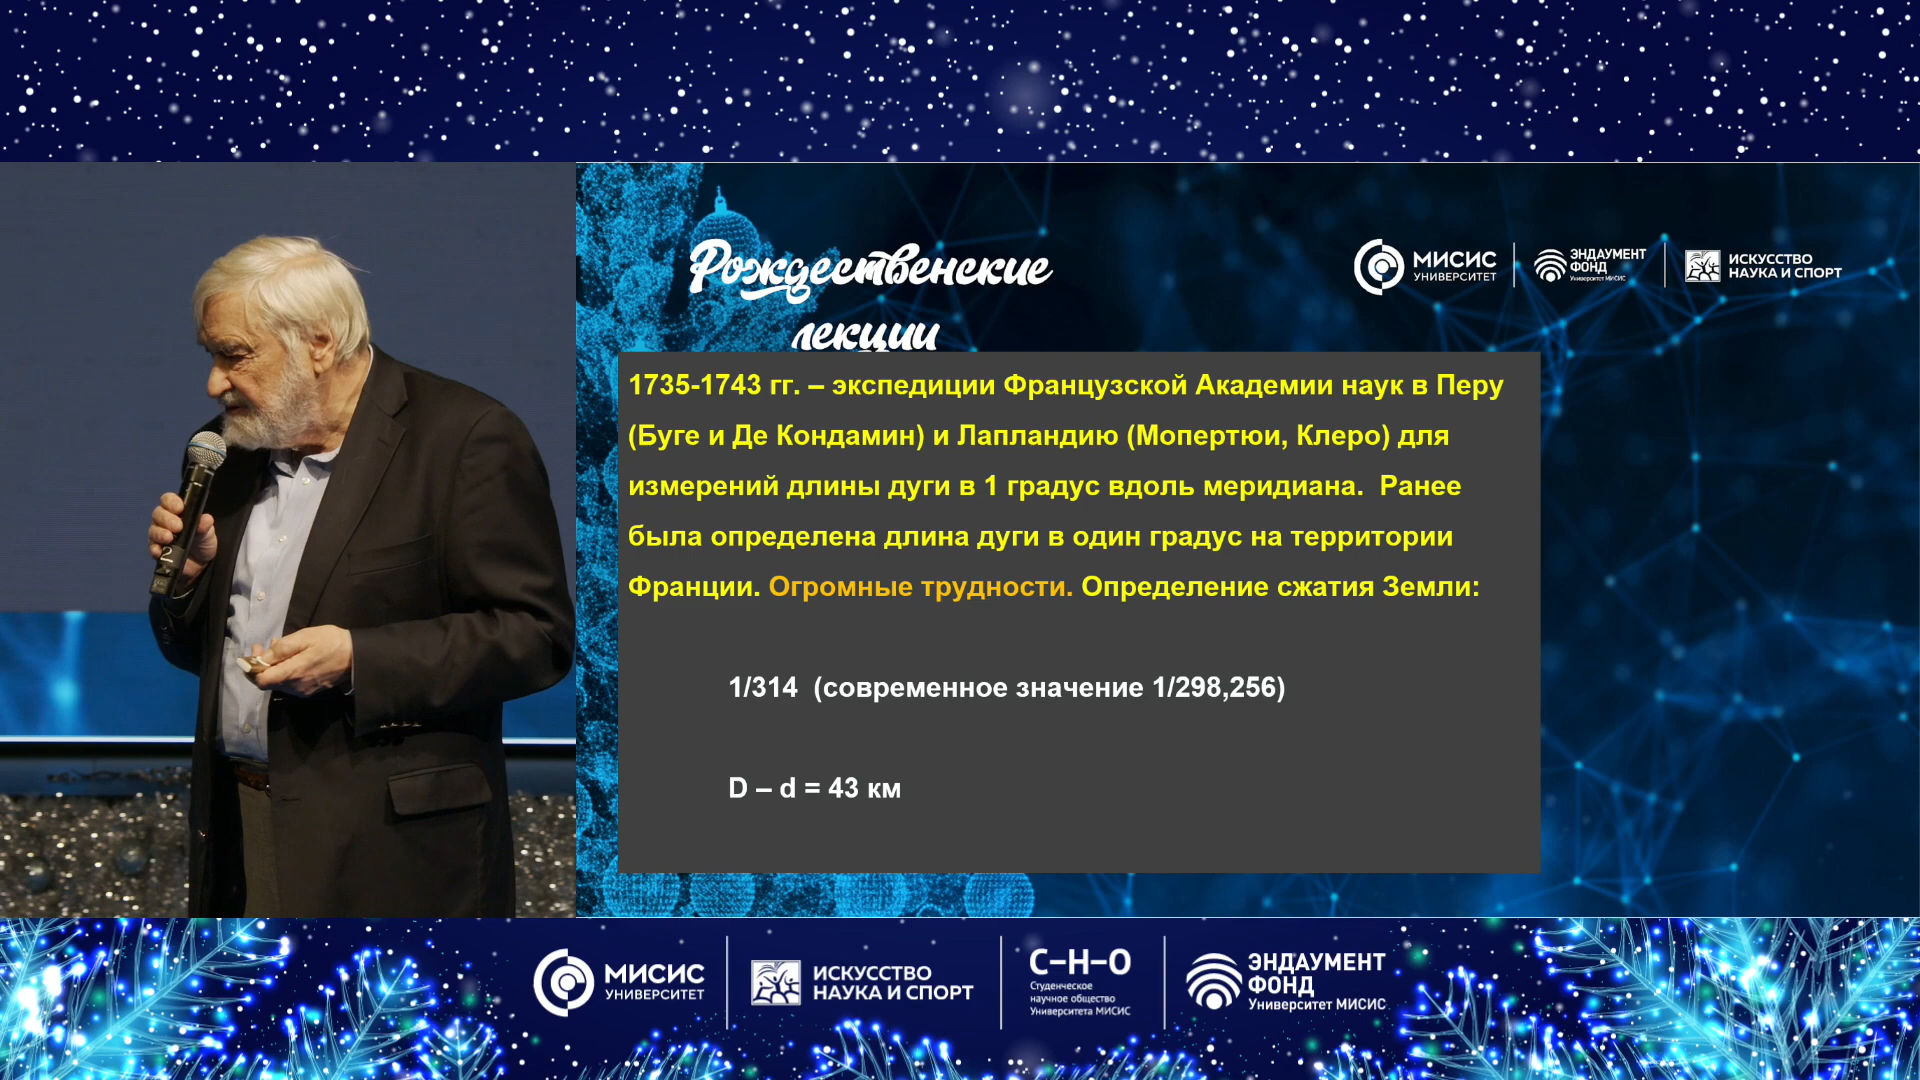 Рождественские
лекции
МИСИС
УНИВЕРСИТЕТ
ЭНДАУМЕНТ
ФОНД
Университет МИСИС
ИСКУССТВО
НАУКА И СПОРТ
1735-1743 гг. – экспедиции Французской Академии наук в Перу
(Буге и Де Кондамин) и Лапландию (Мопертюи, Клеро) для
измерений длины дуги в 1 градус вдоль меридиана. Ранее
была определена длина дуги в один градус на территории
Франции. Огромные трудности. Определение сжатия Земли:
1/314 (современное значение 1/298,256)
D – d = 43 км
2
МИСИС
УНИВЕРСИТЕТ
ИСКУССТВО
НАУКА И СПОРТ
С–Н–О
Студенческое
научное общество
Университета МИСИС
ЭНДАУМЕНТ
ФОНД
Университет МИСИС